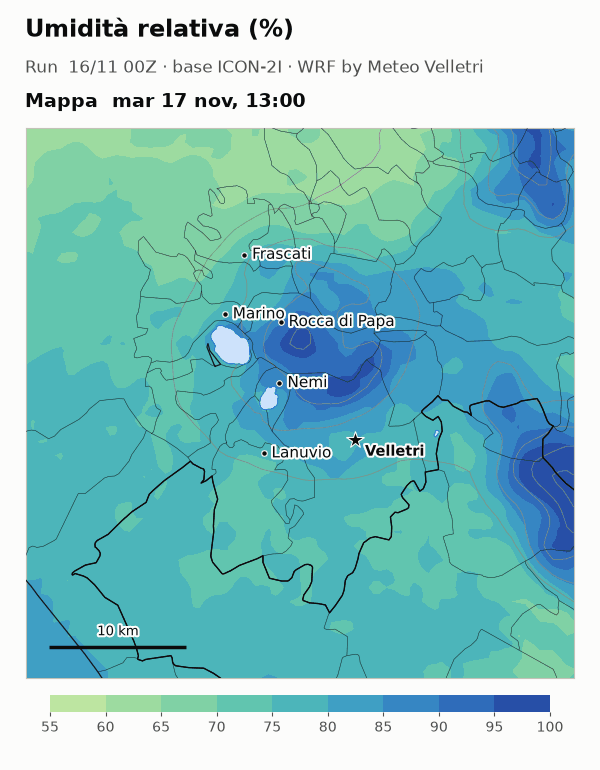 Umidità relativa (%)
Run  16/11 00Z · base ICON-2I · WRF by Meteo Velletri
Mappa  mar 17 nov, 13:00
Frascati
Marino
Rocca di Papa
Nemi
Velletri
Lanuvio
10 km
55 60 65 70 75 80 85 90 95 100